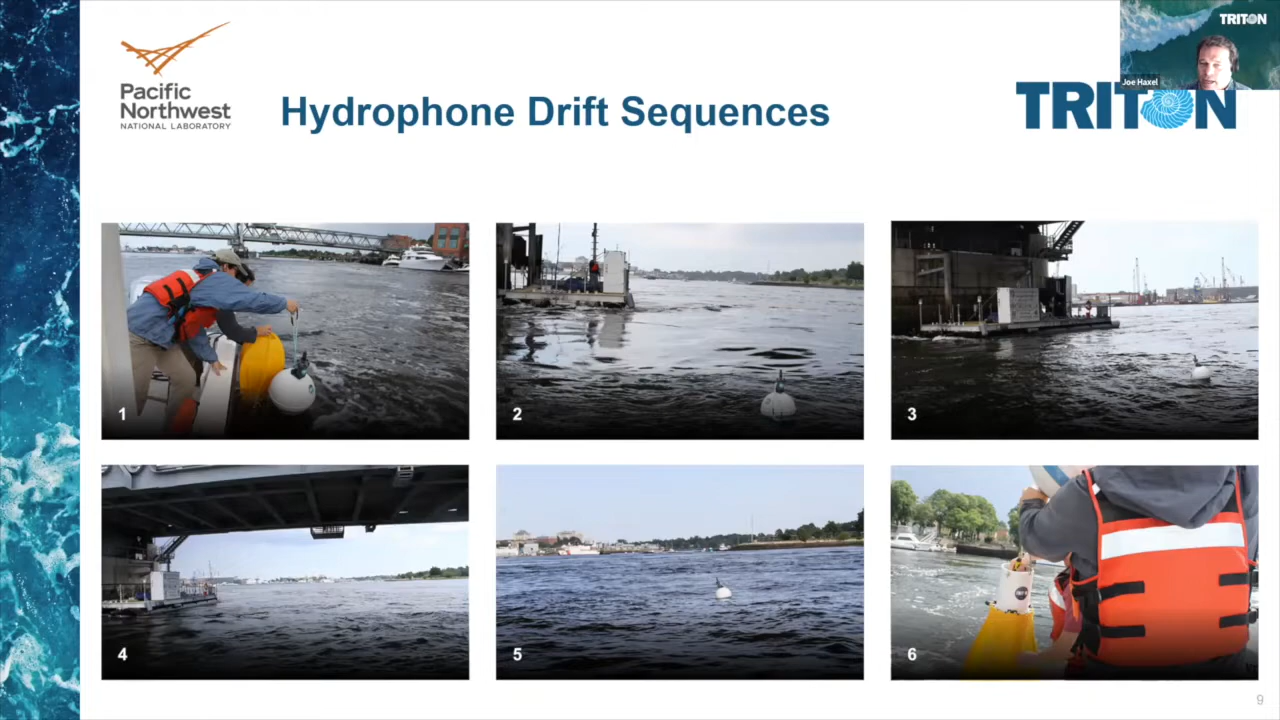 TRITON
Joe Haxel
Pacific
Northwest
NATIONAL LABORATORY
Hydrophone Drift Sequences
TRITON
1
2
3
4
5
6
9